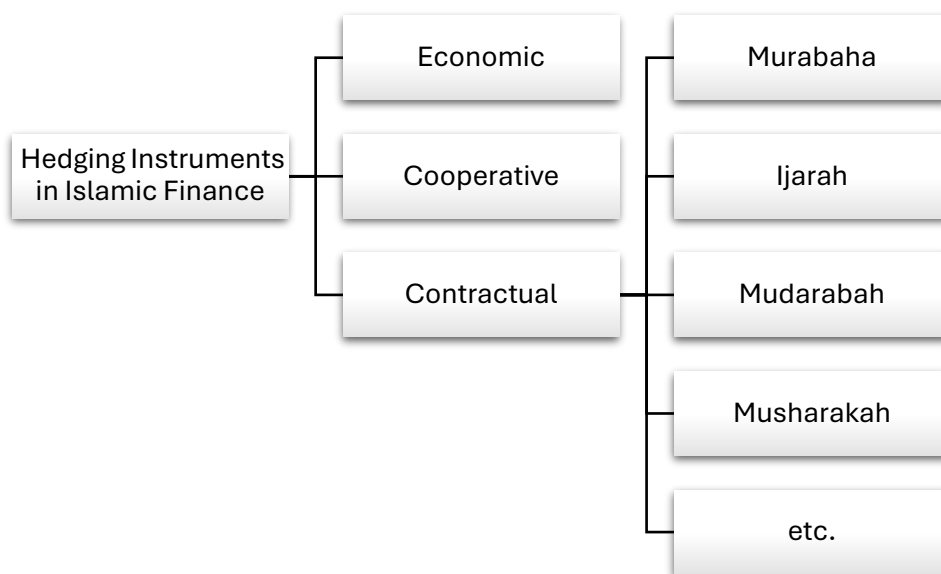 Hedging Instruments
in Islamic Finance
Economic
Cooperative
Contractual
Murabaha
Ijarah
Mudarabah
Musharakah
etc.